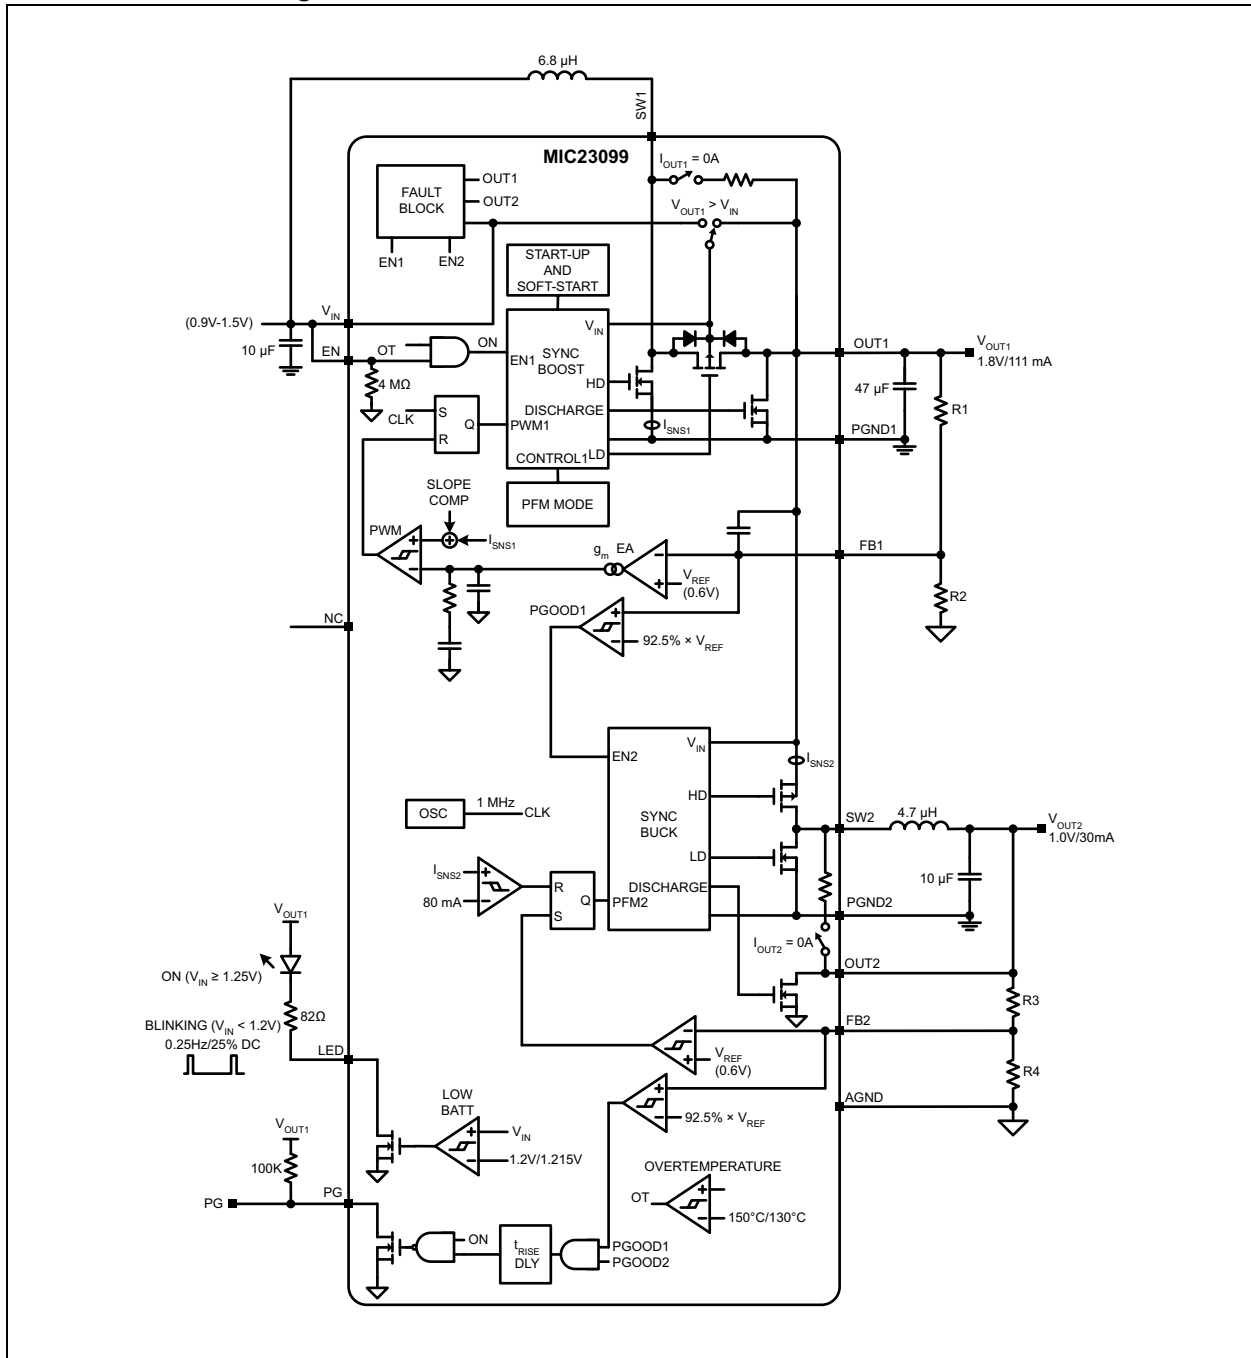 6.8 µH
SW1
MIC23099
I_OUT1 = 0A
FAULT
BLOCK
OUT1
OUT2
EN1
EN2
V_OUT1 > V_IN
START-UP
AND
SOFT-START
(0.9V-1.5V)
V_IN
10 µF
EN
OT
ON
4 MΩ
V_IN
EN1
SYNC
BOOST
HD
DISCHARGE
PWM1
CONTROL1
LD
I_SNS1
OUT1
V_OUT1
1.8V/111 mA
47 µF
R1
PGND1
CLK
S
R
Q
PFM MODE
SLOPE
COMP
PWM
+
–
+
I_SNS1
g_m EA
–
+
V_REF
(0.6V)
FB1
R2
NC
PGOOD1
+
–
92.5% × V_REF
V_IN
EN2
HD
SYNC
BUCK
LD
DISCHARGE
PFM2
I_SNS2
OSC
1 MHz
CLK
SW2
4.7 µH
V_OUT2
1.0V/30mA
10 µF
PGND2
I_SNS2
80 mA
+
–
R
S
Q
I_OUT2 = 0A
OUT2
R3
FB2
R4
AGND
–
+
V_REF
(0.6V)
+
–
92.5% × V_REF
V_OUT1
ON (V_IN ≥ 1.25V)
82Ω
BLINKING (V_IN < 1.2V)
0.25Hz/25% DC
LED
LOW
BATT
+
–
V_IN
1.2V/1.215V
V_OUT1
100K
PG
PG
OVERTEMPERATURE
OT
+
–
150°C/130°C
ON
t_RISE
DLY
PGOOD1
PGOOD2